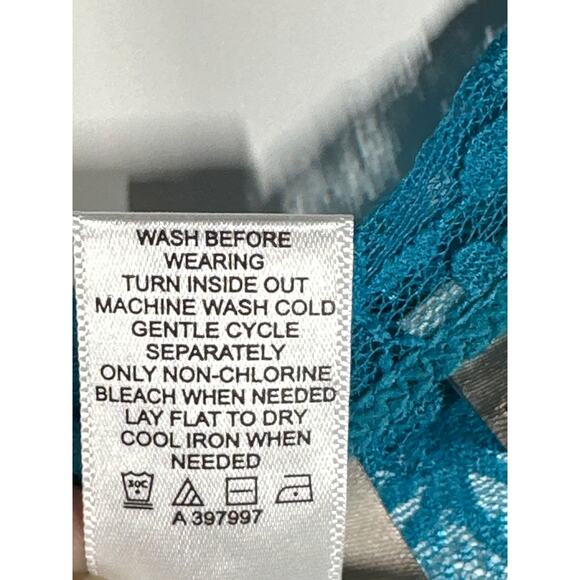 WASH BEFORE
WEARING
TURN INSIDE OUT
MACHINE WASH COLD
GENTLE CYCLE
SEPARATELY
ONLY NON-CHLORINE
BLEACH WHEN NEEDED
LAY FLAT TO DRY
COOL IRON WHEN
NEEDED
30C
A 397997